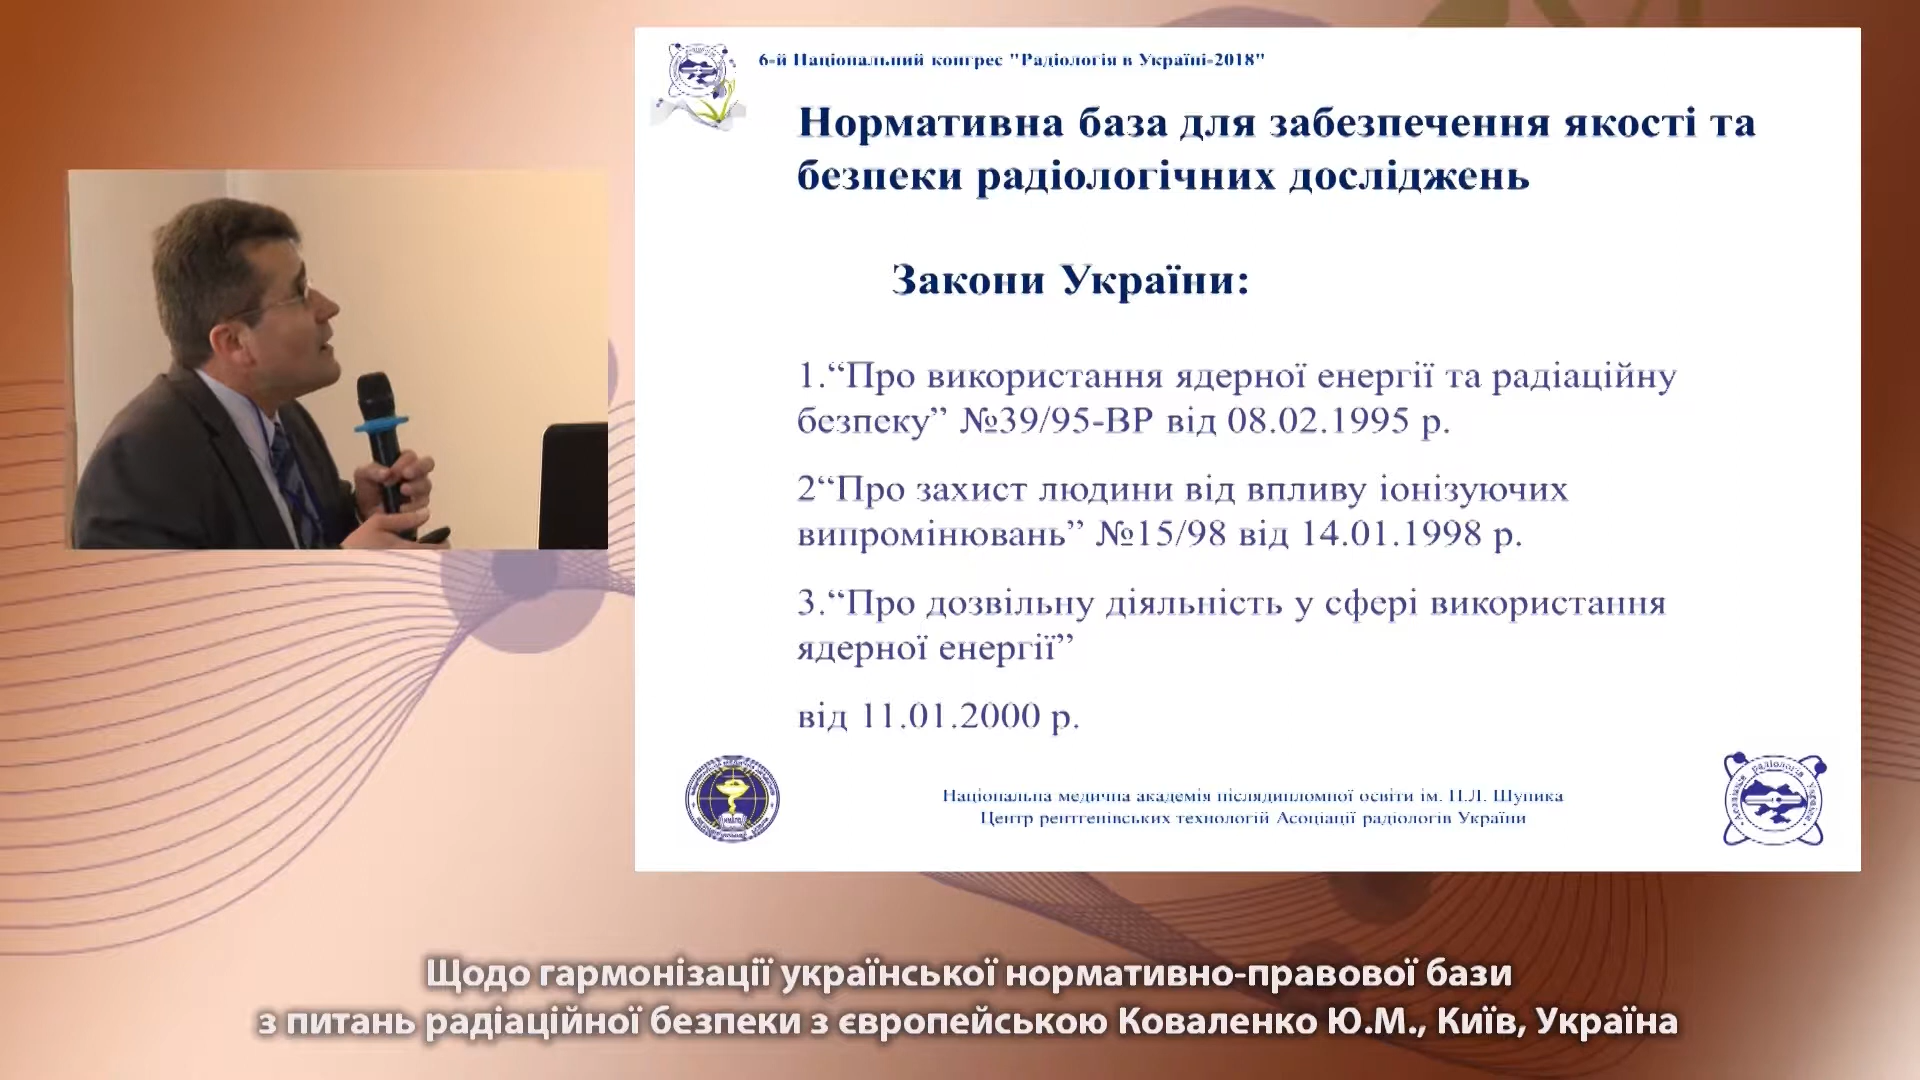 6-й Національний конгрес "Радіологія в Україні-2018"
Нормативна база для забезпечення якості та
безпеки радіологічних досліджень
Закони України:
1.“Про використання ядерної енергії та радіаційну
безпеку” №39/95-ВР від 08.02.1995 р.
2“Про захист людини від впливу іонізуючих
випромінювань” №15/98 від 14.01.1998 р.
3.“Про дозвільну діяльність у сфері використання
ядерної енергії”
від 11.01.2000 р.
Національна медична академія післядипломної освіти ім. П.Л. Шупика
Центр рентгенівських технологій Асоціації радіологів України
Щодо гармонізації української нормативно-правової бази
з питань радіаційної безпеки з європейською Коваленко Ю.М., Київ, Україна